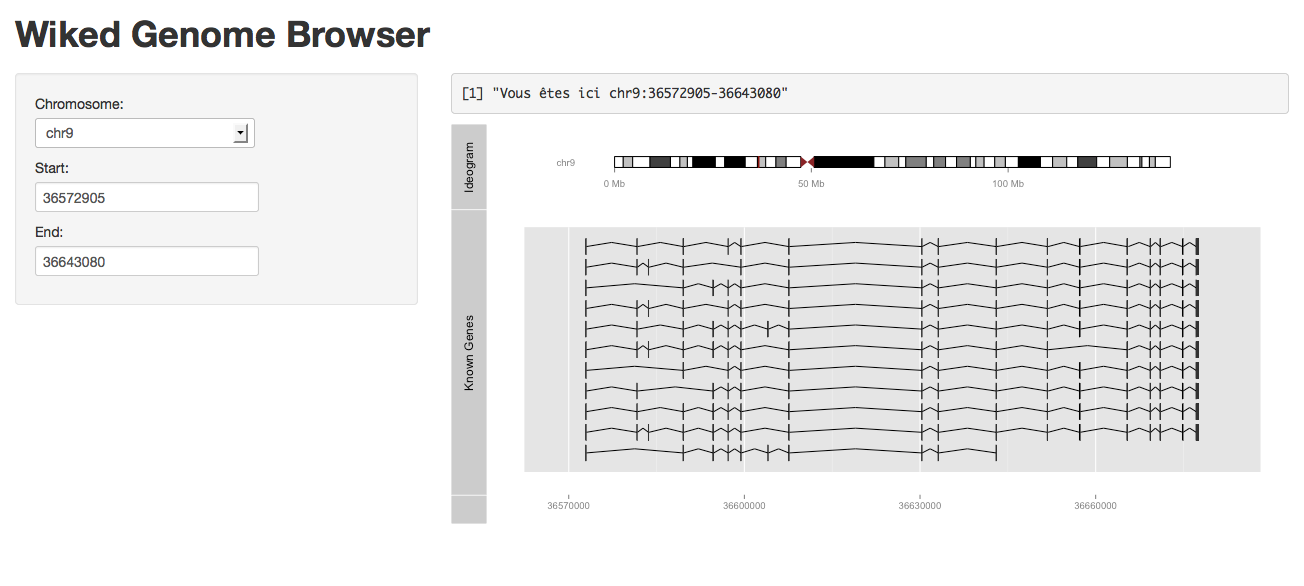 Wiked Genome Browser
Chromosome:
chr9
Start:
36572905
End:
36643080
[1] "Vous êtes ici chr9:36572905-36643080"
Ideogram
chr9
0 Mb 50 Mb 100 Mb
Known Genes
36570000 36600000 36630000 36660000